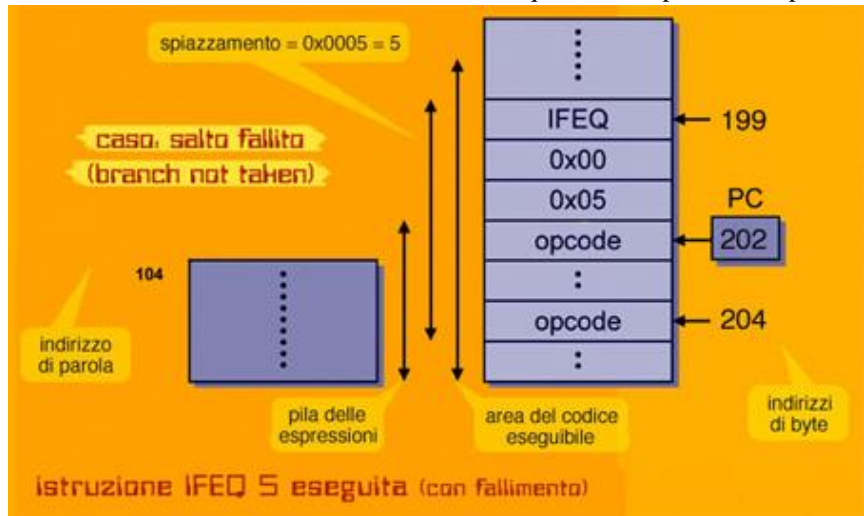 spiazzamento = 0x0005 = 5
caso: salto fallito
(branch not taken)
IFEQ
199
0x00
0x05
PC
opcode
202
opcode
204
104
indirizzo
di parola
pila delle
espressioni
area del codice
eseguibile
indirizzi
di byte
istruzione IFEQ 5 eseguita (con fallimento)